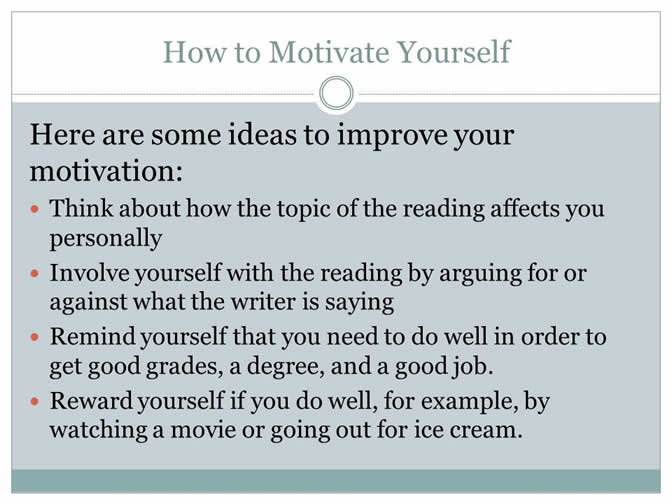 How to Motivate Yourself
Here are some ideas to improve your
motivation:
• Think about how the topic of the reading affects you
personally
• Involve yourself with the reading by arguing for or
against what the writer is saying
• Remind yourself that you need to do well in order to
get good grades, a degree, and a good job.
• Reward yourself if you do well, for example, by
watching a movie or going out for ice cream.